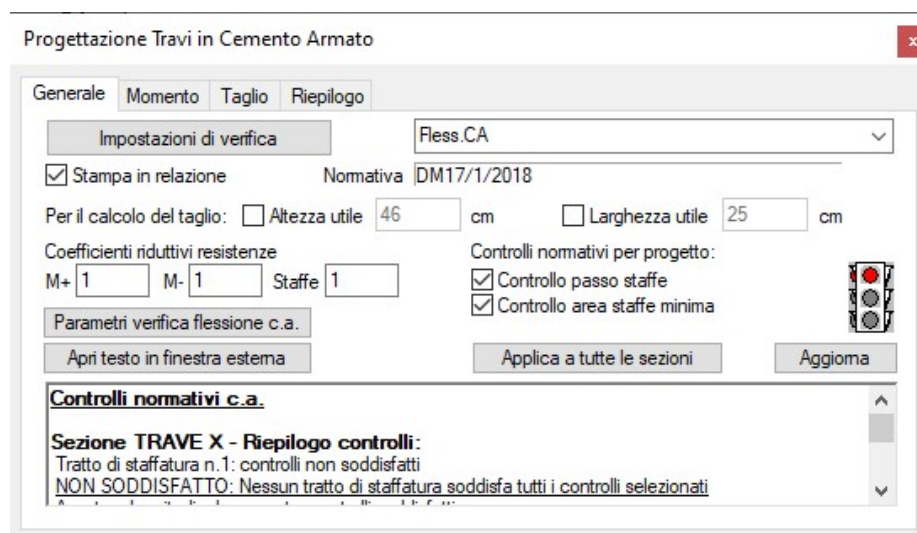 Progettazione Travi in Cemento Armato
x
Generale Momento Taglio Riepilogo
Impostazioni di verifica Fless.CA
Stampa in relazione Normativa DM17/1/2018
Per il calcolo del taglio: Altezza utile 46 cm Larghezza utile 25 cm
Coefficienti riduttivi resistenze Controlli normativi per progetto:
M+ 1 M- 1 Staffe 1 Controllo passo staffe
Controllo area staffe minima
Parametri verifica flessione c.a.
Apri testo in finestra esterna Applica a tutte le sezioni Aggiorna
Controlli normativi c.a.
Sezione TRAVE X - Riepilogo controlli:
Tratto di staffatura n.1: controlli non soddisfatti
NON SODDISFATTO: Nessun tratto di staffatura soddisfa tutti i controlli selezionati